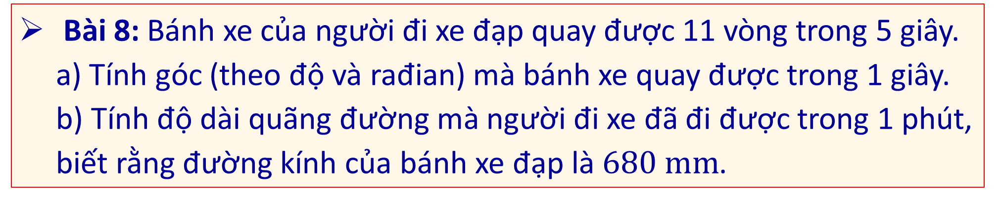 ➢ Bài 8: Bánh xe của người đi xe đạp quay được 11 vòng trong 5 giây.
a) Tính góc (theo độ và rađian) mà bánh xe quay được trong 1 giây.
b) Tính độ dài quãng đường mà người đi xe đã đi được trong 1 phút,
biết rằng đường kính của bánh xe đạp là 680 mm.